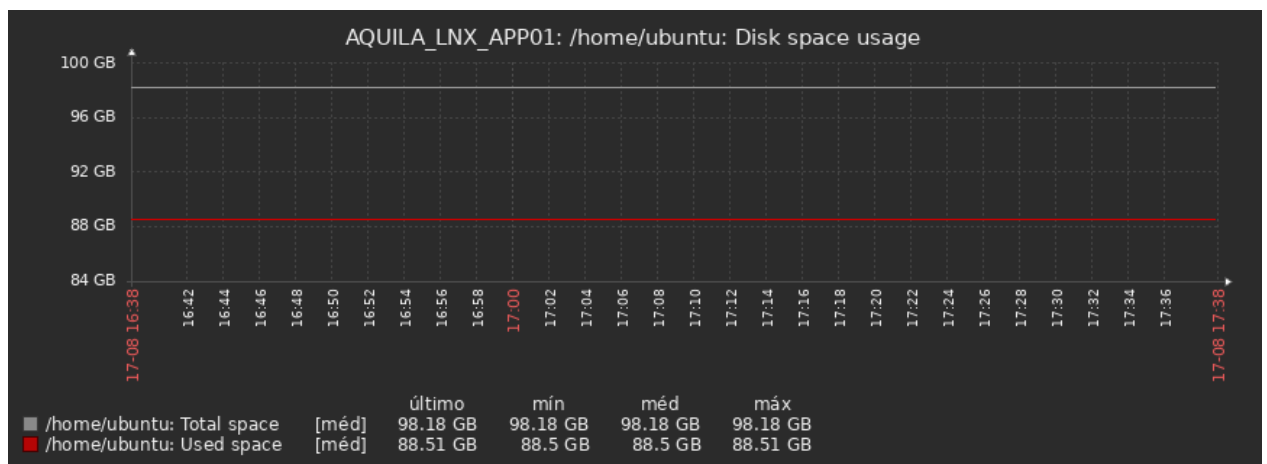 AQUILA_LNX_APP01: /home/ubuntu: Disk space usage
100 GB
96 GB
92 GB
88 GB
84 GB
17-08 16:38 16:42 16:44 16:46 16:48 16:50 16:52 16:54 16:56 16:58 17:00 17:02 17:04 17:06 17:08 17:10 17:12 17:14 17:16 17:18 17:20 17:22 17:24 17:26 17:28 17:30 17:32 17:34 17:36 17-08 17:38
último mín méd máx
/home/ubuntu: Total space [méd] 98.18 GB 98.18 GB 98.18 GB 98.18 GB
/home/ubuntu: Used space [méd] 88.51 GB 88.5 GB 88.5 GB 88.51 GB